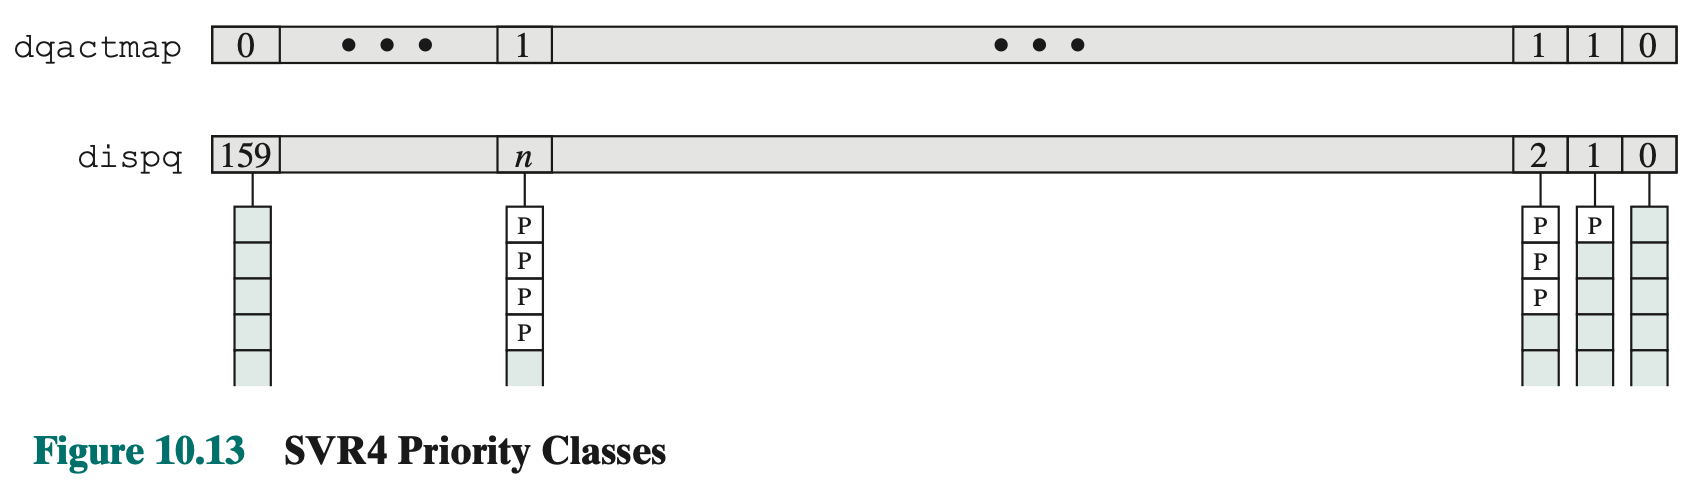 dqactmap 0 • • • 1 • • • 1 1 0
dispq 159 n 2 1 0
P P P
P P
P P
P
Figure 10.13 SVR4 Priority Classes